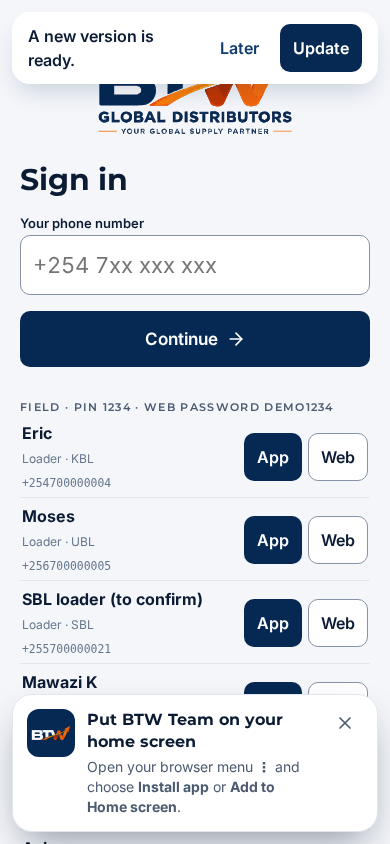 A new version is
ready.
Later
Update
BTW
GLOBAL DISTRIBUTORS
YOUR GLOBAL SUPPLY PARTNER
Sign in
Your phone number
+254 7xx xxx xxx
Continue →
FIELD · PIN 1234 · WEB PASSWORD DEMO1234
Eric
Loader · KBL
+254700000004
App
Web
Moses
Loader · UBL
+256700000005
App
Web
SBL loader (to confirm)
Loader · SBL
+255700000021
App
Web
Mawazi K
BTW
Put BTW Team on your
home screen
Open your browser menu ⋮ and
choose Install app or Add to
Home screen.